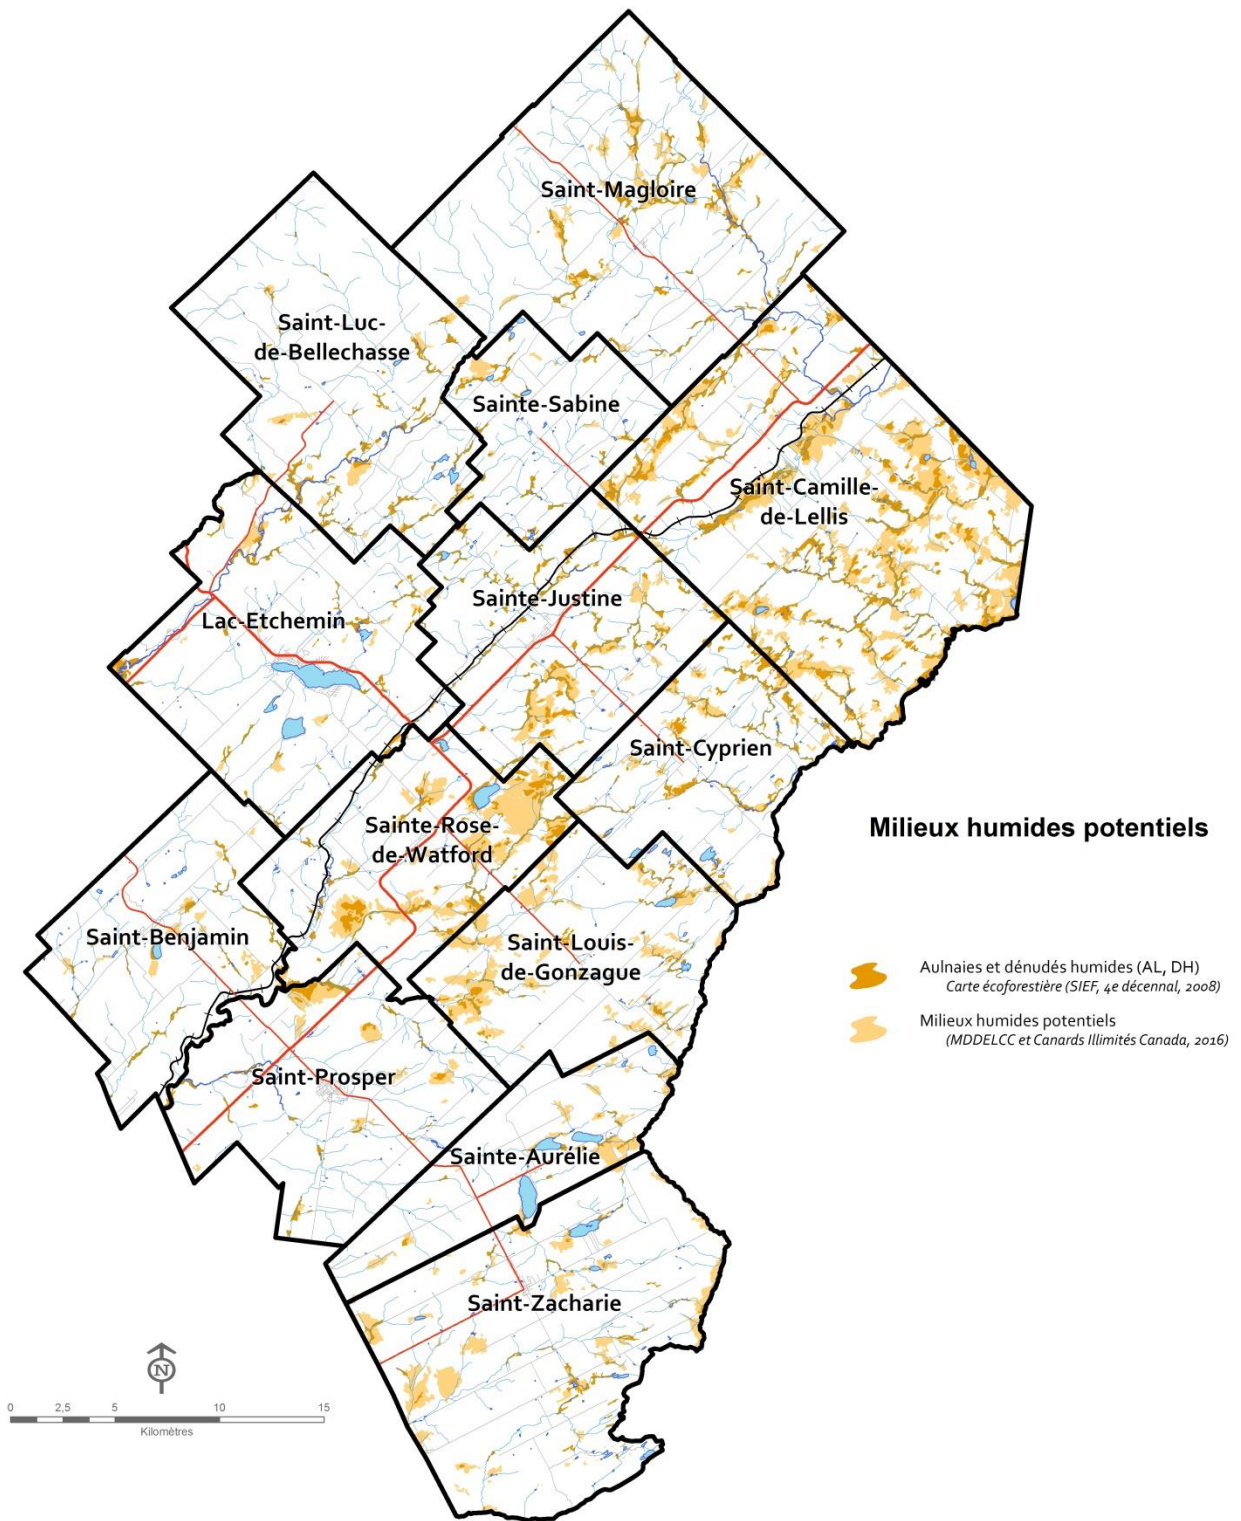 Saint-Magloire
Saint-Luc-
de-Bellechasse
Sainte-Sabine
Saint-Camille-
de-Lellis
Sainte-Justine
Lac-Etchemin
Saint-Cyprien
Milieux humides potentiels
Sainte-Rose-
de-Watford
Saint-Benjamin
Saint-Louis-
de-Gonzague
Aulnaies et dénudés humides (AL, DH)
Carte écoforestière (SIEF, 4e décennal, 2008)
Milieux humides potentiels
(MDDELCC et Canards Illimités Canada, 2016)
Saint-Prosper
Sainte-Aurélie
Saint-Zacharie
N
0 2,5 5 10 15
Kilomètres